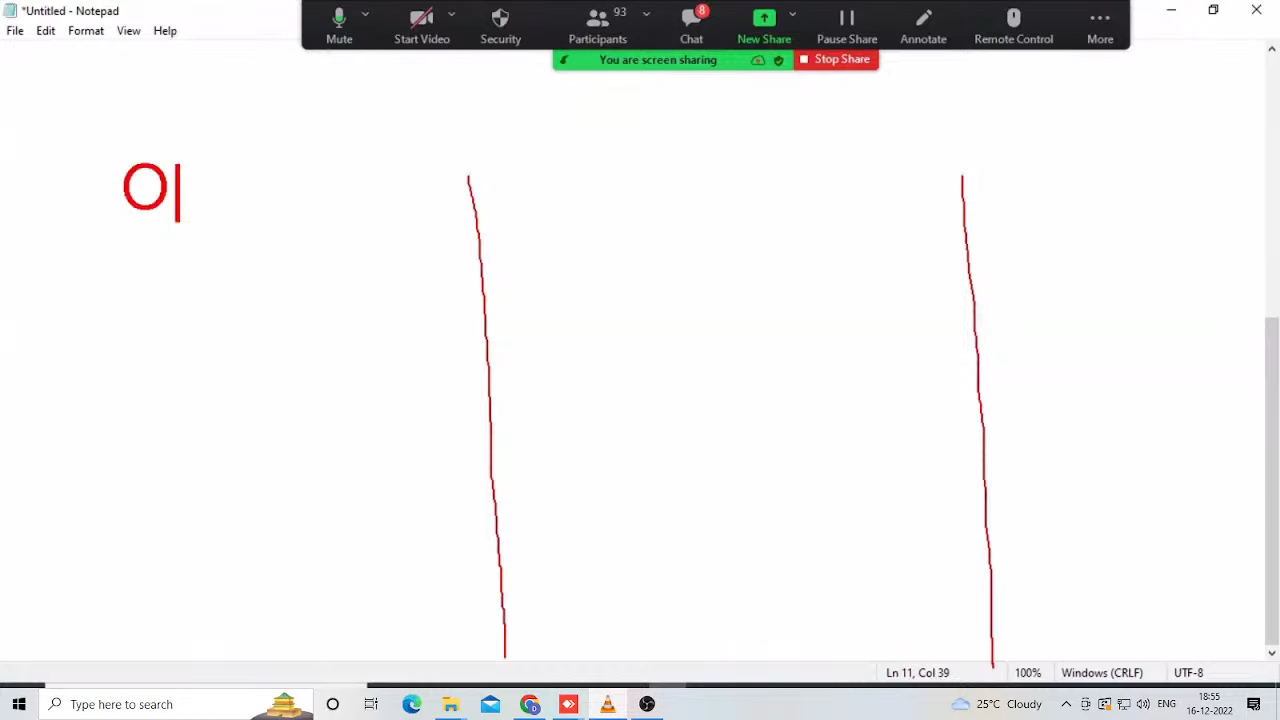 *Untitled - Notepad
File Edit Format View Help
Mute Start Video Security Participants 93 Chat 8 New Share Pause Share Annotate Remote Control More
You are screen sharing Stop Share
O
Ln 11, Col 39 100% Windows (CRLF) UTF-8
Type here to search
25°C Cloudy ENG 18:55
16-12-2022